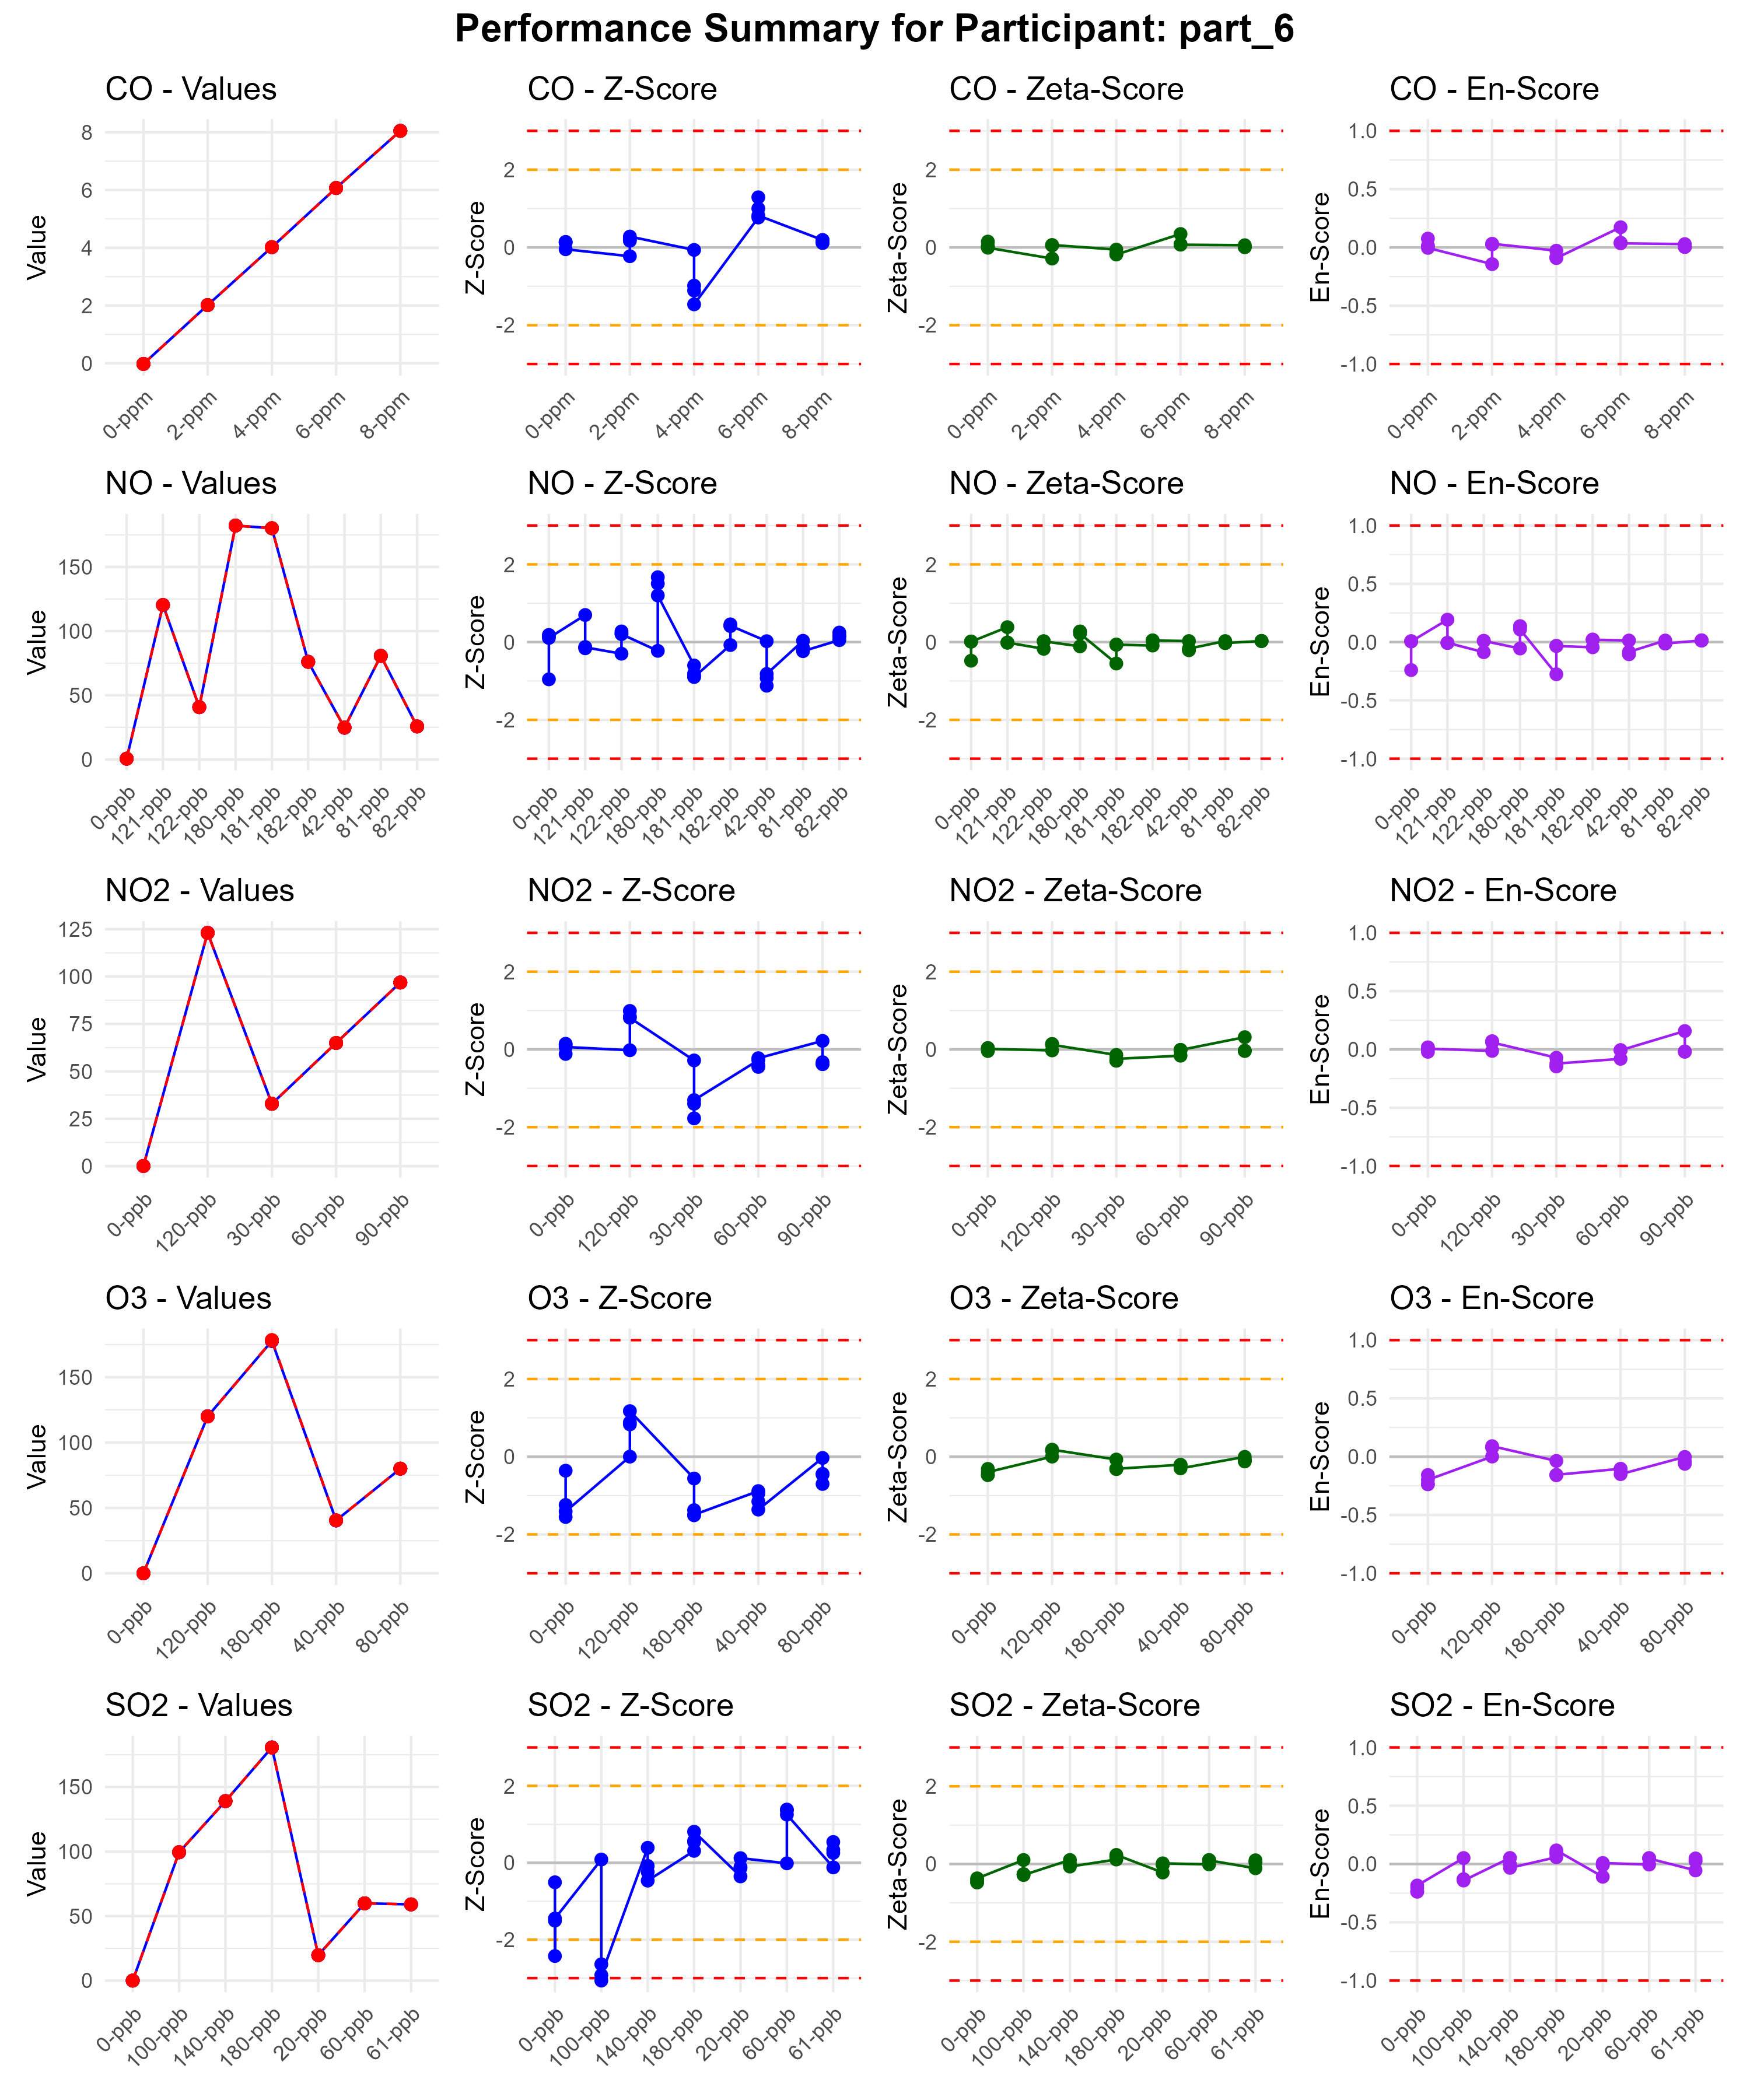 Performance Summary for Participant: part_6
CO - Values
CO - Z-Score
CO - Zeta-Score
CO - En-Score
Value
8
6
4
2
0
0-ppm
2-ppm
4-ppm
6-ppm
8-ppm
Z-Score
2
0
-2
0-ppm
2-ppm
4-ppm
6-ppm
8-ppm
Zeta-Score
2
0
-2
0-ppm
2-ppm
4-ppm
6-ppm
8-ppm
En-Score
1.0
0.5
0.0
-0.5
-1.0
0-ppm
2-ppm
4-ppm
6-ppm
8-ppm
NO - Values
NO - Z-Score
NO - Zeta-Score
NO - En-Score
Value
150
100
50
0
0-ppb
121-ppb
122-ppb
180-ppb
181-ppb
182-ppb
42-ppb
81-ppb
82-ppb
Z-Score
2
0
-2
0-ppb
121-ppb
122-ppb
180-ppb
181-ppb
182-ppb
42-ppb
81-ppb
82-ppb
Zeta-Score
2
0
-2
0-ppb
121-ppb
122-ppb
180-ppb
181-ppb
182-ppb
42-ppb
81-ppb
82-ppb
En-Score
1.0
0.5
0.0
-0.5
-1.0
0-ppb
121-ppb
122-ppb
180-ppb
181-ppb
182-ppb
42-ppb
81-ppb
82-ppb
NO2 - Values
NO2 - Z-Score
NO2 - Zeta-Score
NO2 - En-Score
Value
125
100
75
50
25
0
0-ppb
120-ppb
30-ppb
60-ppb
90-ppb
Z-Score
2
0
-2
0-ppb
120-ppb
30-ppb
60-ppb
90-ppb
Zeta-Score
2
0
-2
0-ppb
120-ppb
30-ppb
60-ppb
90-ppb
En-Score
1.0
0.5
0.0
-0.5
-1.0
0-ppb
120-ppb
30-ppb
60-ppb
90-ppb
O3 - Values
O3 - Z-Score
O3 - Zeta-Score
O3 - En-Score
Value
150
100
50
0
0-ppb
120-ppb
180-ppb
40-ppb
80-ppb
Z-Score
2
0
-2
0-ppb
120-ppb
180-ppb
40-ppb
80-ppb
Zeta-Score
2
0
-2
0-ppb
120-ppb
180-ppb
40-ppb
80-ppb
En-Score
1.0
0.5
0.0
-0.5
-1.0
0-ppb
120-ppb
180-ppb
40-ppb
80-ppb
SO2 - Values
SO2 - Z-Score
SO2 - Zeta-Score
SO2 - En-Score
Value
150
100
50
0
0-ppb
100-ppb
140-ppb
180-ppb
20-ppb
60-ppb
61-ppb
Z-Score
2
0
-2
0-ppb
100-ppb
140-ppb
180-ppb
20-ppb
60-ppb
61-ppb
Zeta-Score
2
0
-2
0-ppb
100-ppb
140-ppb
180-ppb
20-ppb
60-ppb
61-ppb
En-Score
1.0
0.5
0.0
-0.5
-1.0
0-ppb
100-ppb
140-ppb
180-ppb
20-ppb
60-ppb
61-ppb